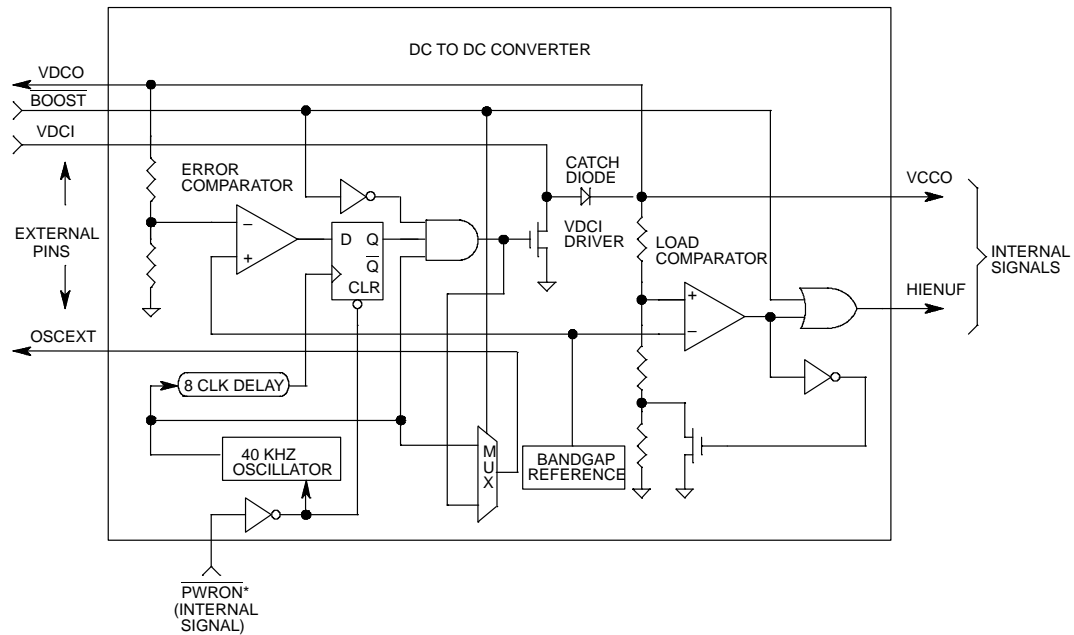 DC TO DC CONVERTER
VDCO
BOOST
VDCI
ERROR
COMPARATOR
CATCH
DIODE
VCCO
EXTERNAL
PINS
D Q
Q
CLR
VDCI
DRIVER
LOAD
COMPARATOR
INTERNAL
SIGNALS
HIENUF
OSCEXT
8 CLK DELAY
40 KHZ
OSCILLATOR
M
U
X
BANDGAP
REFERENCE
PWRON*
(INTERNAL
SIGNAL)